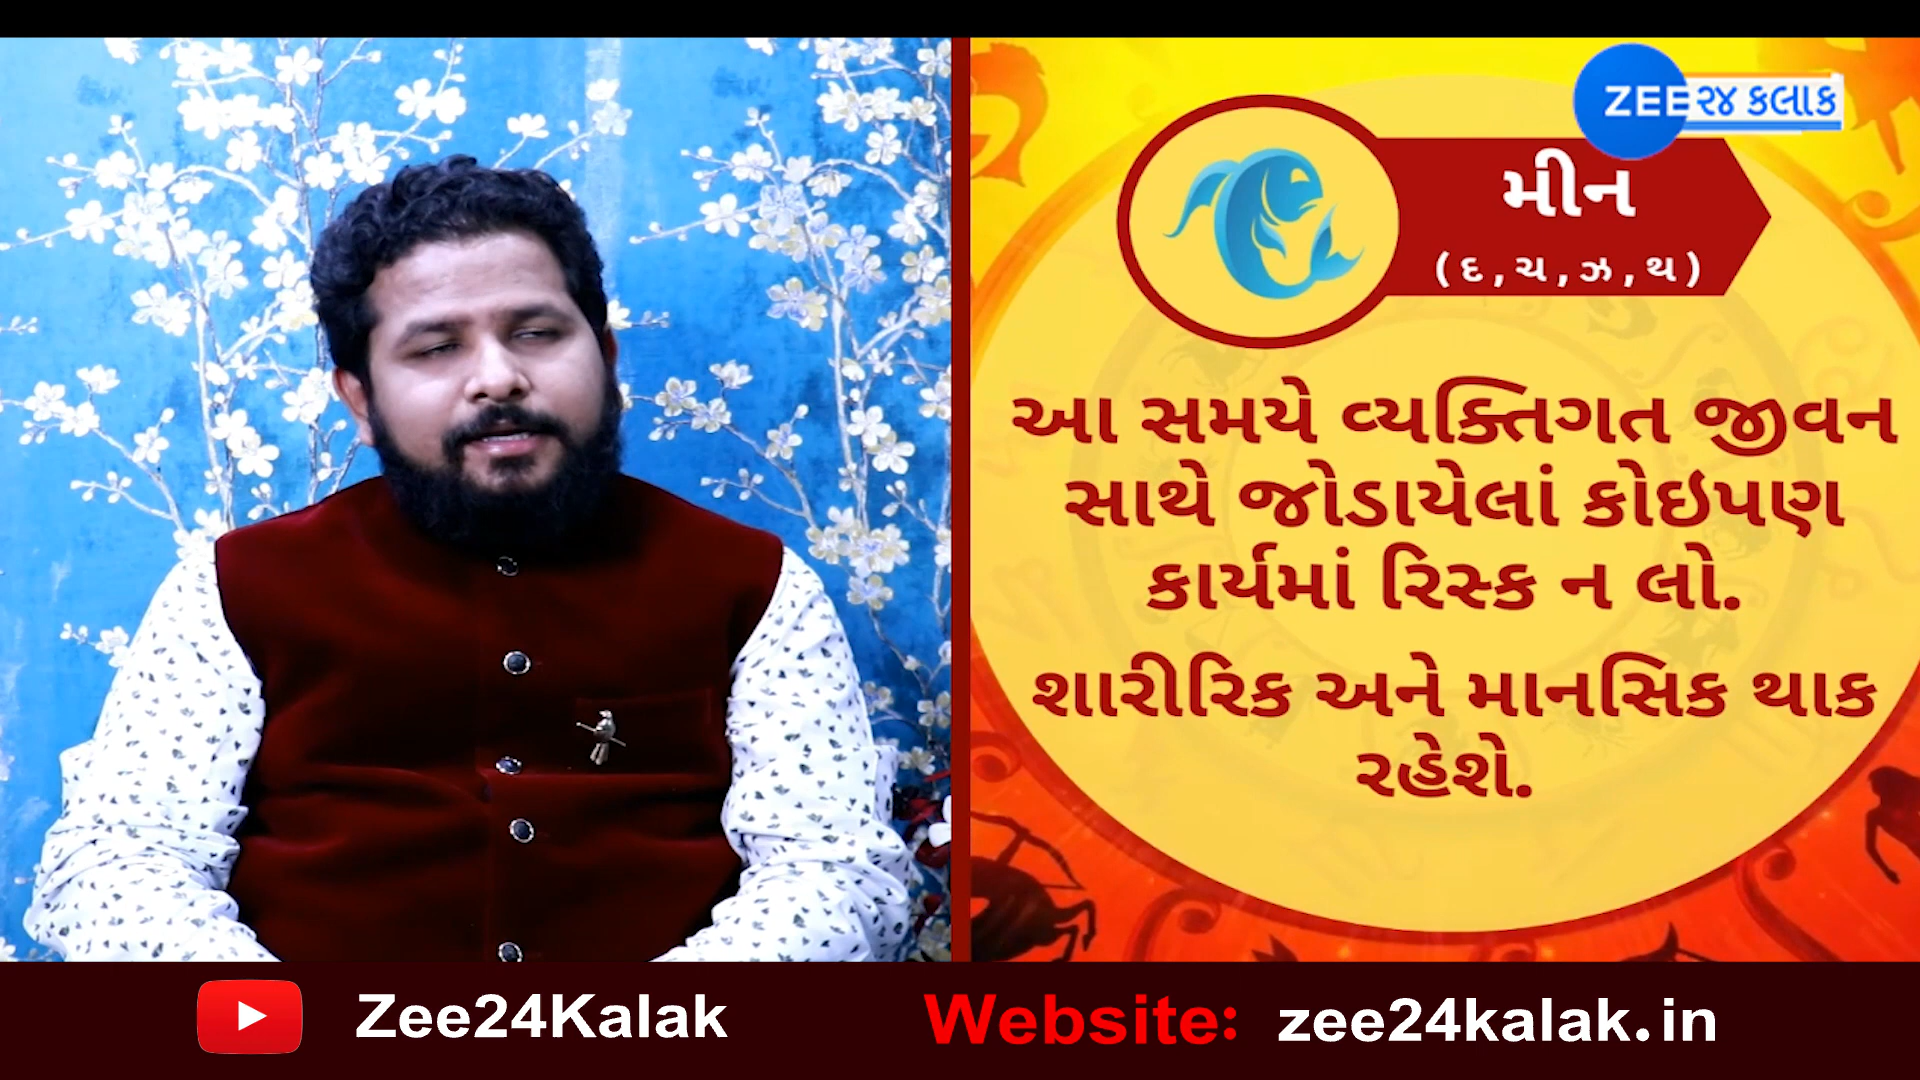 ZEE ૨૪ કલાક
મીન
( દ , ચ , ઝ , થ )
આ સમયે વ્યક્તિગત જીવન
સાથે જોડાયેલાં કોઇપણ
કાર્યમાં રિસ્ક ન લો.
શારીરિક અને માનસિક થાક
રહેશે.
Zee24Kalak
Website: zee24kalak.in